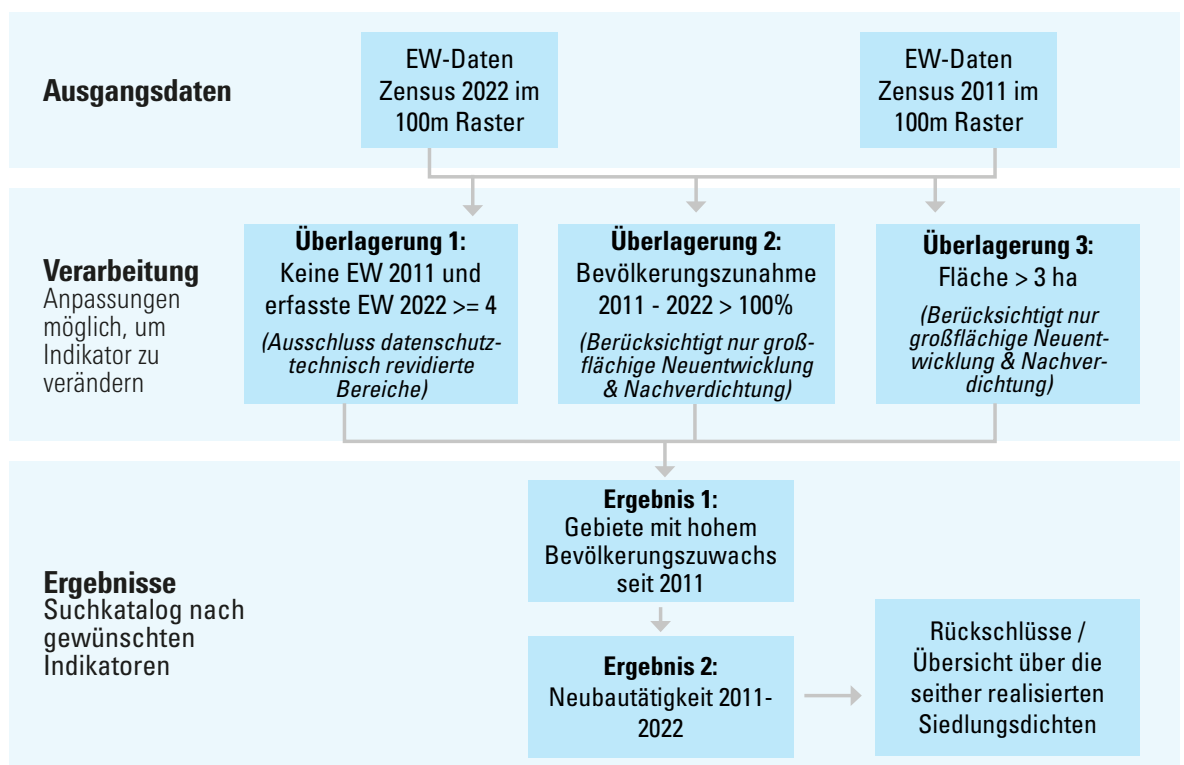 Ausgangsdaten
EW-Daten
Zensus 2022 im
100m Raster
EW-Daten
Zensus 2011 im
100m Raster
Verarbeitung
Anpassungen
möglich, um
Indikator zu
verändern
Überlagerung 1:
Keine EW 2011 und
erfasste EW 2022 >= 4
(Ausschluss datenschutz-
technisch revidierte
Bereiche)
Überlagerung 2:
Bevölkerungszunahme
2011 - 2022 > 100%
(Berücksichtigt nur groß-
flächige Neuentwicklung
& Nachverdichtung)
Überlagerung 3:
Fläche > 3 ha
(Berücksichtigt nur
großflächige Neuent-
wicklung & Nachver-
dichtung)
Ergebnisse
Suchkatalog nach
gewünschten
Indikatoren
Ergebnis 1:
Gebiete mit hohem
Bevölkerungszuwachs
seit 2011
Ergebnis 2:
Neubautätigkeit 2011-
2022
Rückschlüsse /
Übersicht über die
seither realisierten
Siedlungsdichten